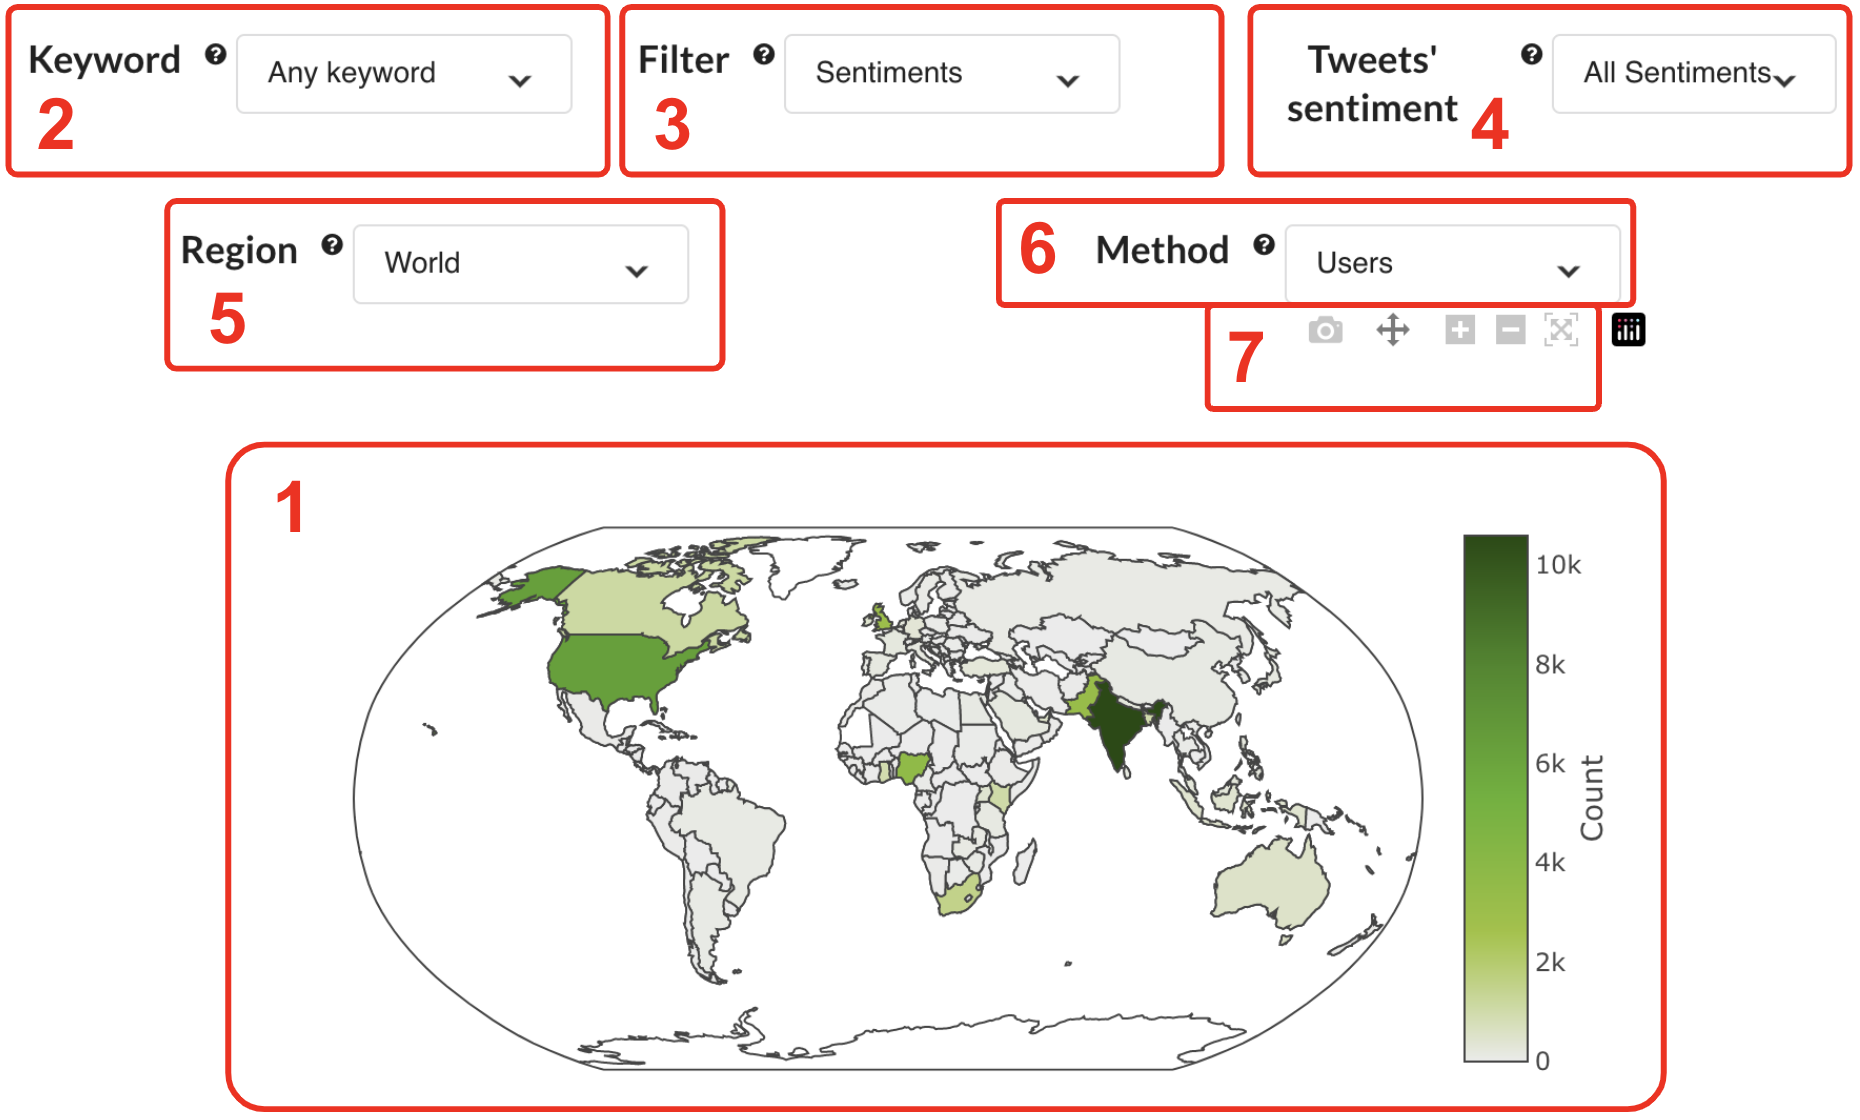 Keyword ? Any keyword
2
Filter ? Sentiments
3
Tweets'
sentiment
? All Sentiments
4
Region ? World
5
6 Method ? Users
7
1
10k
8k
6k
4k
2k
0
Count